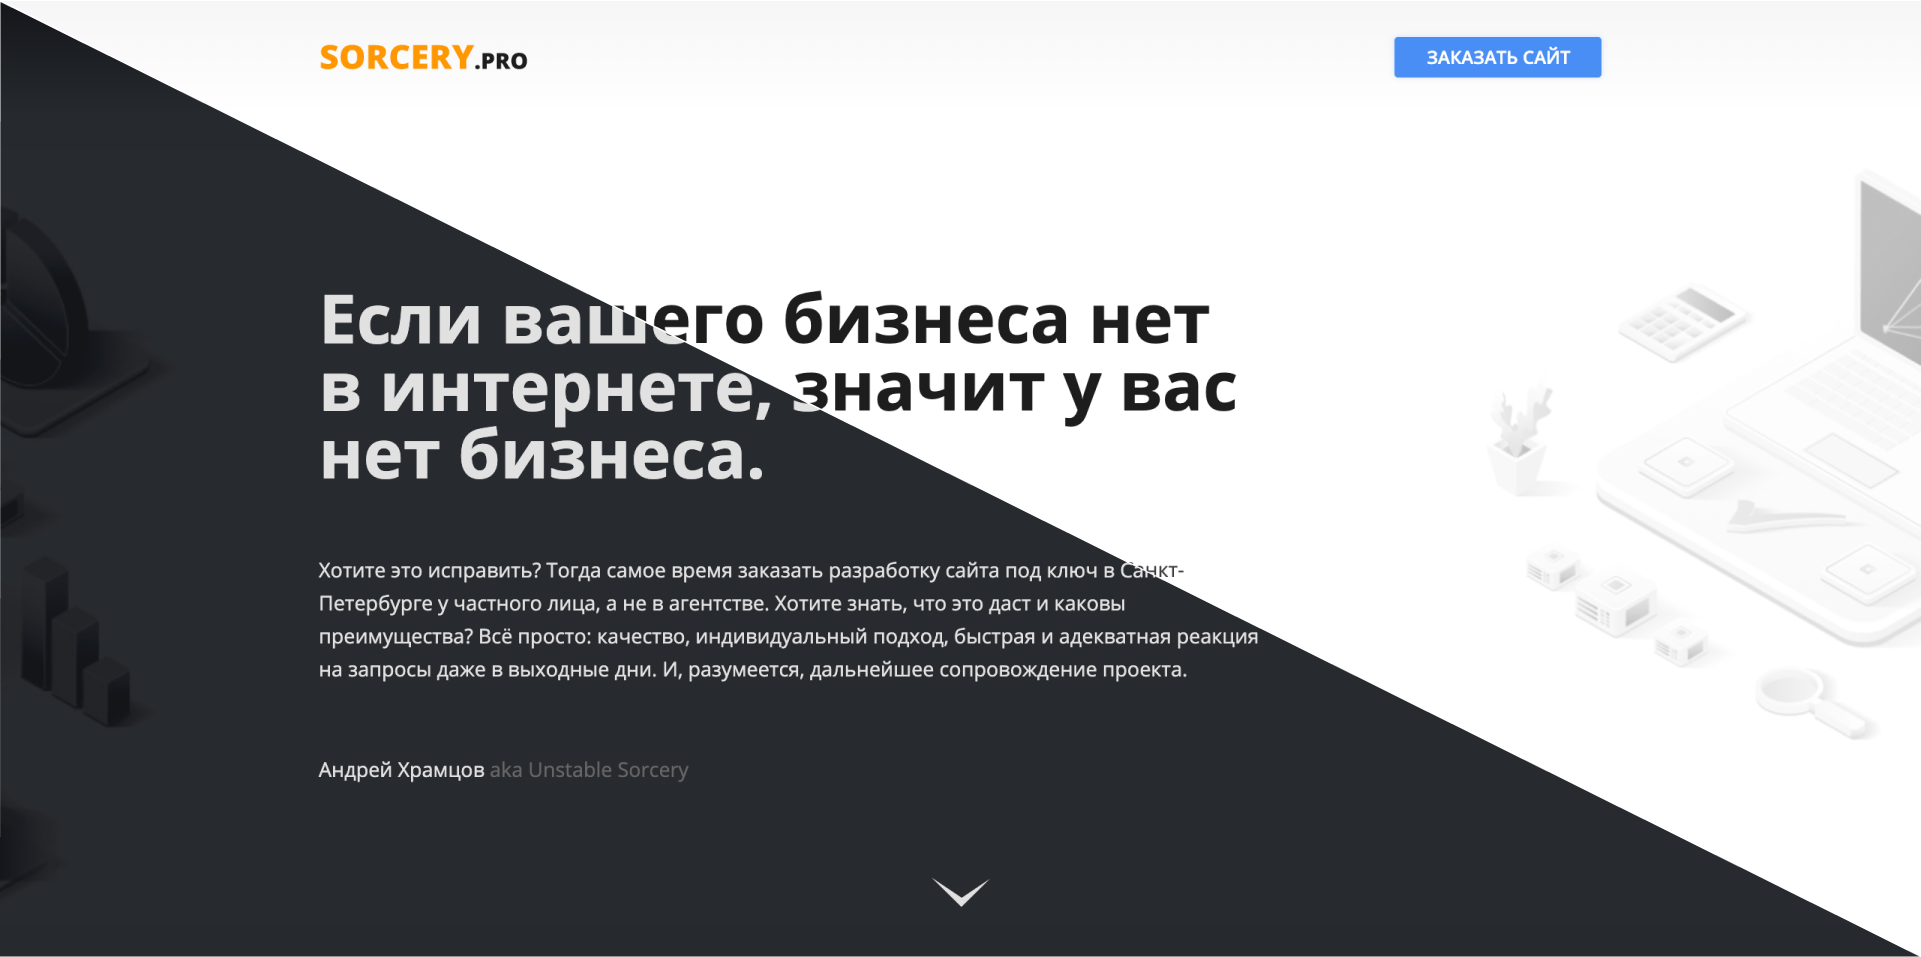 SORCERY.PRO
ЗАКАЗАТЬ САЙТ
Если вашего бизнеса нет
в интернете, значит у вас
нет бизнеса.
Хотите это исправить? Тогда самое время заказать разработку сайта под ключ в Санкт-
Петербурге у частного лица, а не в агентстве. Хотите знать, что это даст и каковы
преимущества? Всё просто: качество, индивидуальный подход, быстрая и адекватная реакция
на запросы даже в выходные дни. И, разумеется, дальнейшее сопровождение проекта.
Андрей Храмцов aka Unstable Sorcery